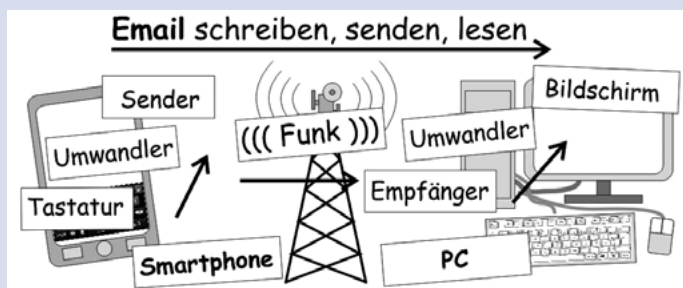 Email schreiben, senden, lesen
Sender
Umwandler
Tastatur
Smartphone
((( Funk )))
Empfänger
Umwandler
Bildschirm
PC